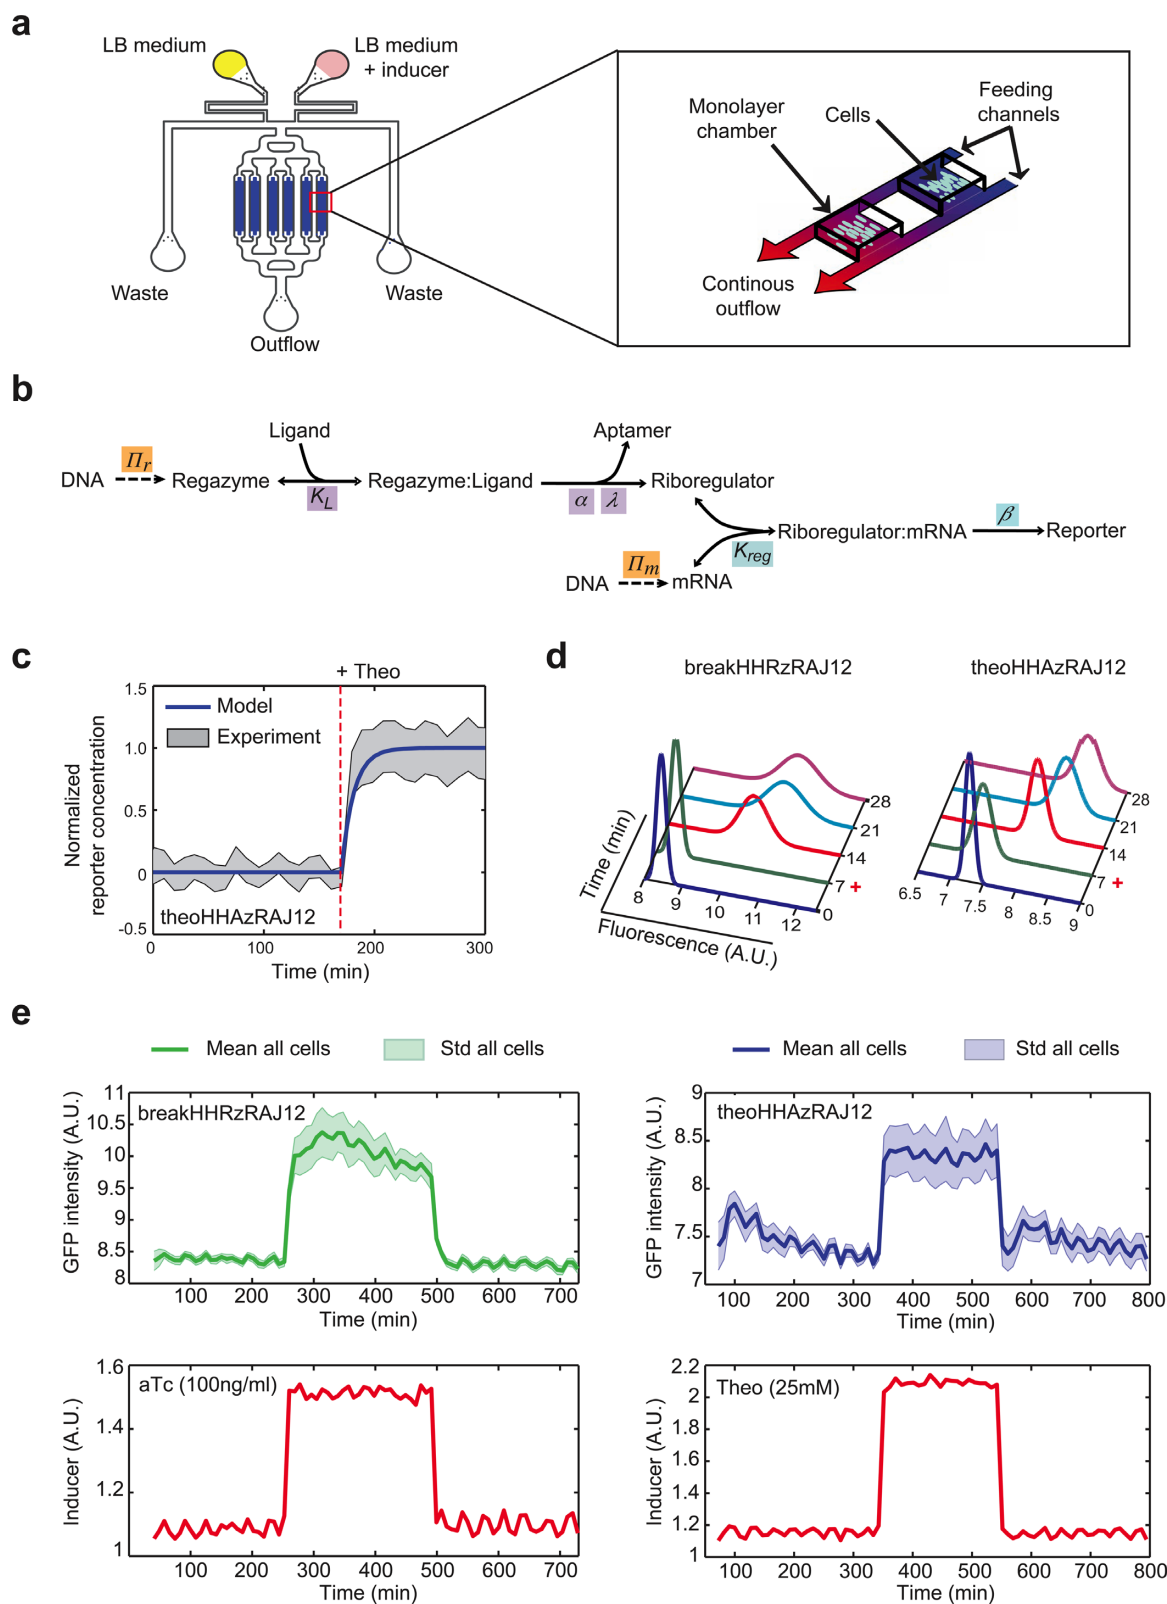 a
LB medium
LB medium
+ inducer
Waste
Waste
Outflow
Monolayer
chamber
Cells
Feeding
channels
Continous
outflow
b
Ligand
Aptamer
DNA
Πr
Regazyme
KL
Regazyme:Ligand
α
λ
Riboregulator
Kreg
Riboregulator:mRNA
β
Reporter
DNA
Πm
mRNA
c
+ Theo
1.5
1.0
0.5
0
-0.5
Normalized
reporter concentration
Model
Experiment
theoHHAzRAJ12
0 100 200 300
Time (min)
d
breakHHRzRAJ12
Time (min)
8 9 10 11 12
0
7 +
14
21
28
Fluorescence (A.U.)
theoHHAzRAJ12
6.5 7 7.5 8 8.5 9
0
7 +
14
21
28
e
Mean all cells
Std all cells
Mean all cells
Std all cells
breakHHRzRAJ12
GFP intensity (A.U.)
11
10.5
10
9.5
9
8.5
8
100 200 300 400 500 600 700
Time (min)
theoHHAzRAJ12
GFP intensity (A.U.)
9
8.5
8
7.5
7
100 200 300 400 500 600 700 800
Time (min)
aTc (100ng/ml)
Inducer (A.U.)
1.6
1.4
1.2
1
100 200 300 400 500 600 700
Time (min)
Theo (25mM)
Inducer (A.U.)
2.2
2
1.8
1.6
1.4
1.2
1
100 200 300 400 500 600 700 800
Time (min)